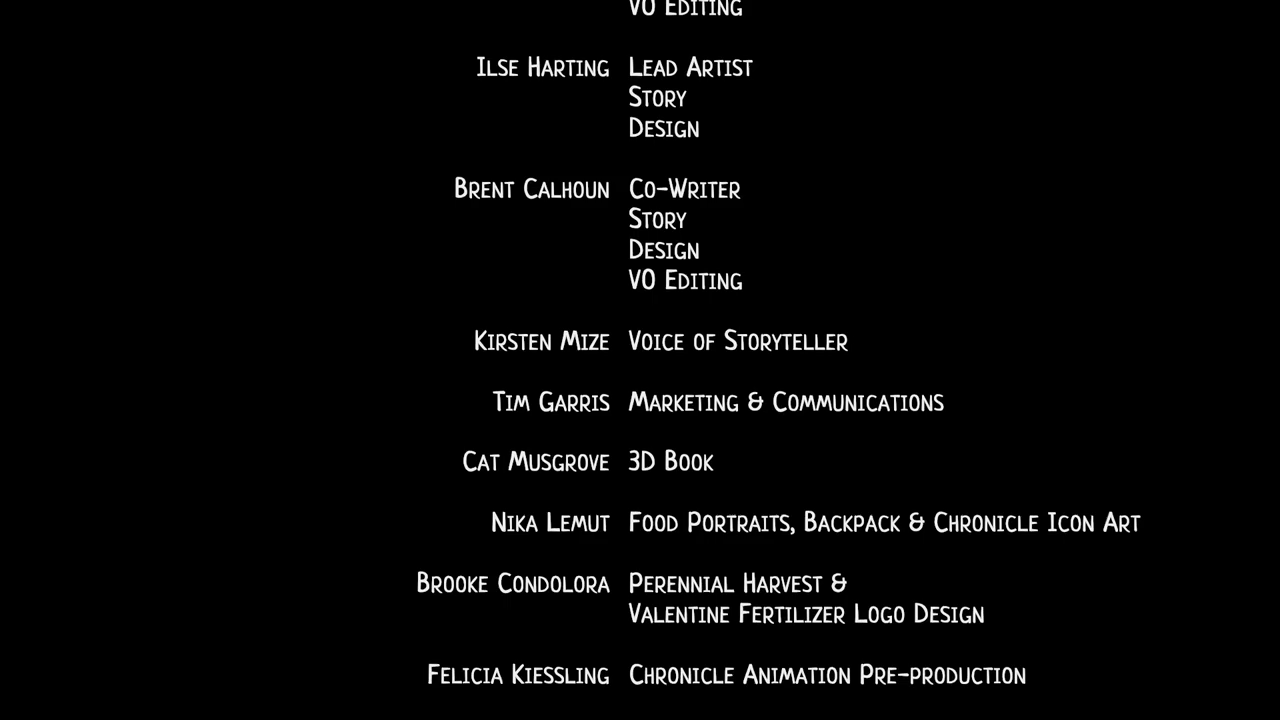 VO Editing
Ilse Harting Lead Artist
Story
Design
Brent Calhoun Co-Writer
Story
Design
VO Editing
Kirsten Mize Voice of Storyteller
Tim Garris Marketing & Communications
Cat Musgrove 3D Book
Nika Lemut Food Portraits, Backpack & Chronicle Icon Art
Brooke Condolora Perennial Harvest &
Valentine Fertilizer Logo Design
Felicia Kiessling Chronicle Animation Pre-production